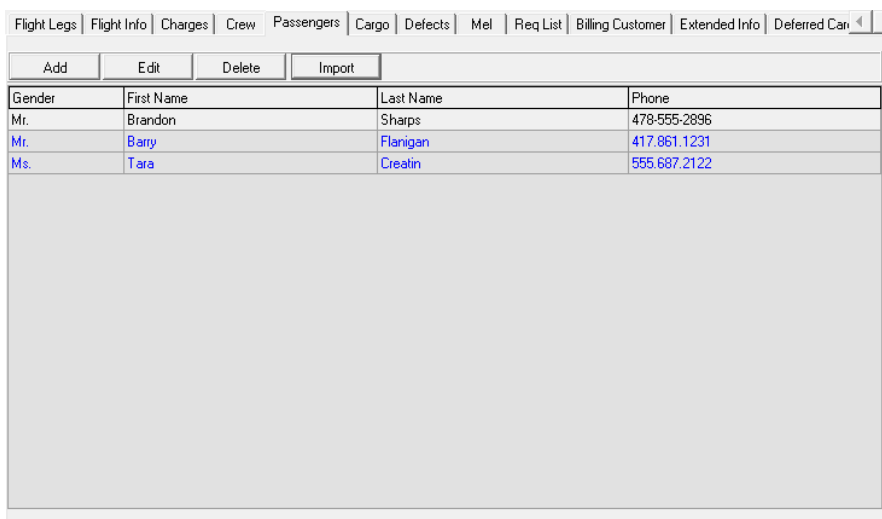 Flight Legs Flight Info Charges Crew Passengers Cargo Defects Mel Req List Billing Customer Extended Info Deferred
Add Edit Delete Import
Gender First Name Last Name Phone
Mr. Brandon Sharps 478-555-2896
Mr. Barry Flanigan 417.861.1231
Ms. Tara Creatin 555.687.2122